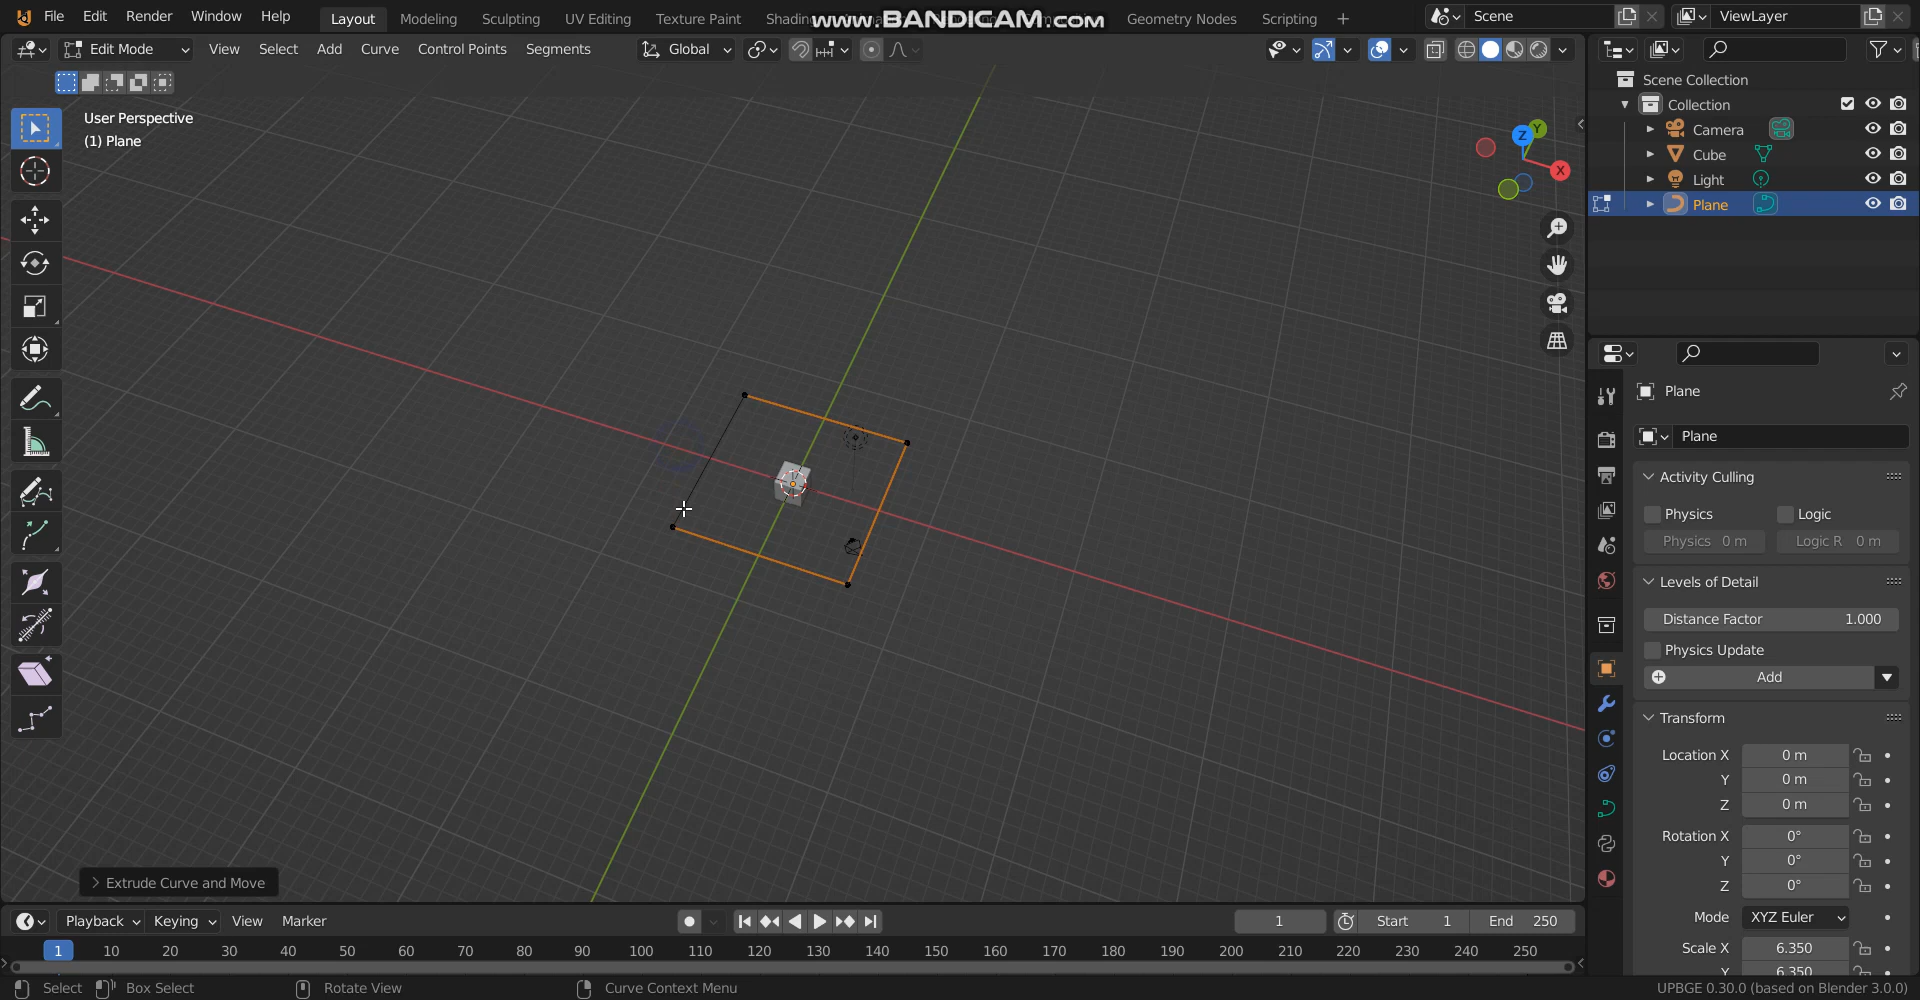 File Edit Render Window Help Layout Modeling Sculpting UV Editing Texture Paint Shading Geometry Nodes Scripting + Scene ViewLayer
www.BANDICAM.com
Edit Mode View Select Add Curve Control Points Segments Global
User Perspective
(1) Plane
Z Y X
Scene Collection
Collection
Camera
Cube
Light
Plane
Plane
Plane
Activity Culling
Physics Logic
Physics 0 m Logic R 0 m
Levels of Detail
Distance Factor 1.000
Physics Update
Add
Transform
Location X 0 m
Y 0 m
Z 0 m
Rotation X 0°
Y 0°
Z 0°
Mode XYZ Euler
Scale X 6.350
Y 6.350
Extrude Curve and Move
Playback Keying View Marker 1 Start 1 End 250
1 10 20 30 40 50 60 70 80 90 100 110 120 130 140 150 160 170 180 190 200 210 220 230 240 250
Select Box Select Rotate View Curve Context Menu UPBGE 0.30.0 (based on Blender 3.0.0)